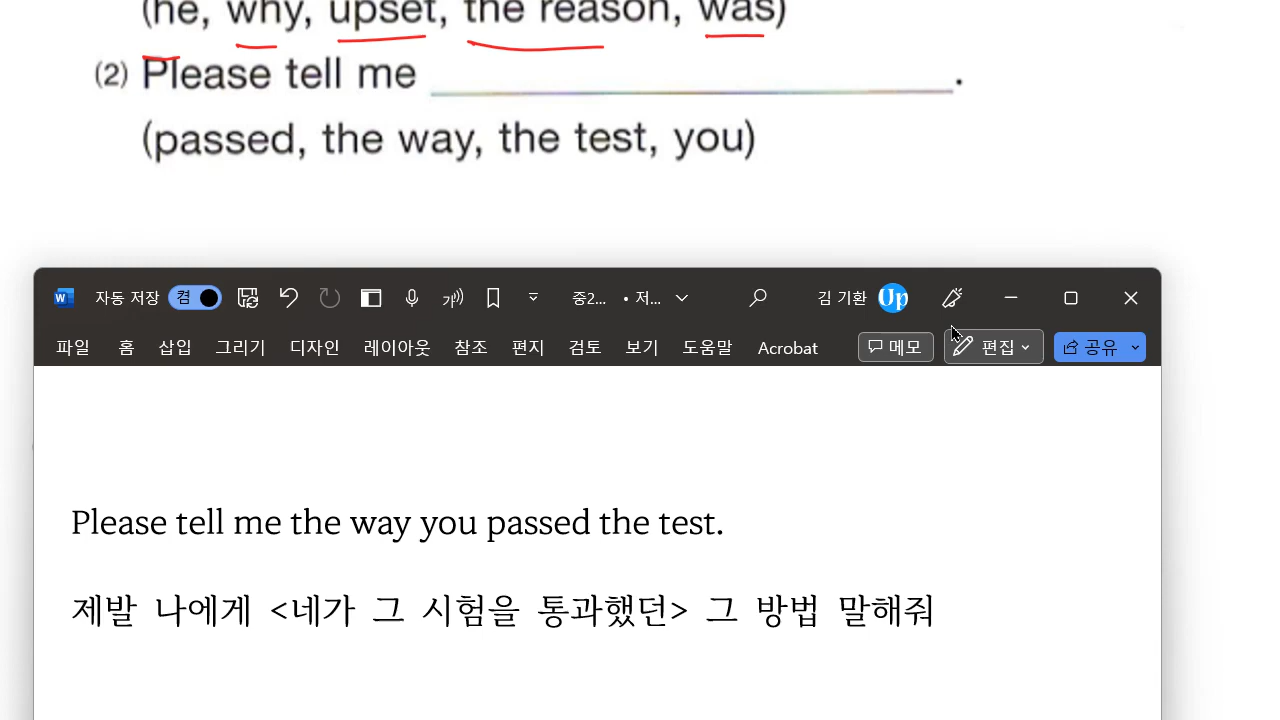 (he, why, upset, the reason, was)
(2) Please tell me ____________________.
(passed, the way, the test, you)
자동 저장 켬 가 중2... • 저... 김 기환 Up
파일 홈 삽입 그리기 디자인 레이아웃 참조 편지 검토 보기 도움말 Acrobat 메모 편집 공유
Please tell me the way you passed the test.
제발 나에게 <네가 그 시험을 통과했던> 그 방법 말해줘